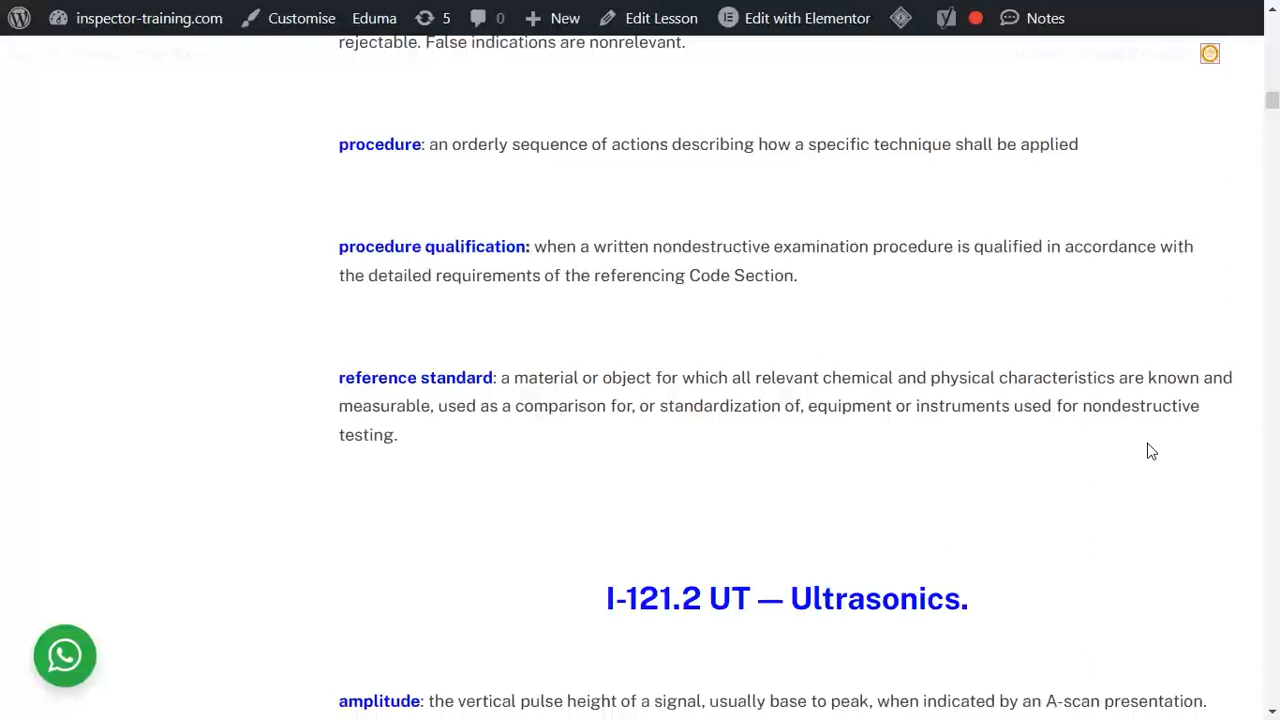 inspector-training.com Customise Eduma 5 0 New Edit Lesson Edit with Elementor Notes
rejectable. False indications are nonrelevant.
procedure: an orderly sequence of actions describing how a specific technique shall be applied
procedure qualification: when a written nondestructive examination procedure is qualified in accordance with
the detailed requirements of the referencing Code Section.
reference standard: a material or object for which all relevant chemical and physical characteristics are known and
measurable, used as a comparison for, or standardization of, equipment or instruments used for nondestructive
testing.
I-121.2 UT — Ultrasonics.
amplitude: the vertical pulse height of a signal, usually base to peak, when indicated by an A-scan presentation.